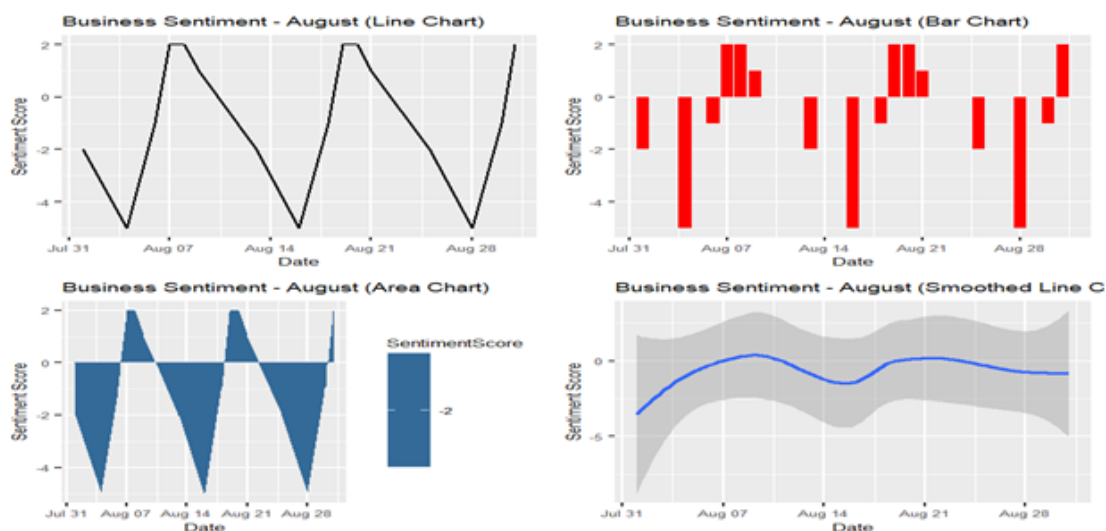 Business Sentiment - August (Line Chart)
Sentiment Score
2
0
-2
-4
Jul 31 Aug 07 Aug 14 Aug 21 Aug 28
Date
Business Sentiment - August (Bar Chart)
Sentiment Score
2
0
-2
-4
Jul 31 Aug 07 Aug 14 Aug 21 Aug 28
Date
Business Sentiment - August (Area Chart)
Sentiment Score
2
0
-2
-4
Jul 31 Aug 07 Aug 14 Aug 21 Aug 28
Date
SentimentScore
-2
Business Sentiment - August (Smoothed Line C
Sentiment Score
0
-5
Jul 31 Aug 07 Aug 14 Aug 21 Aug 28
Date